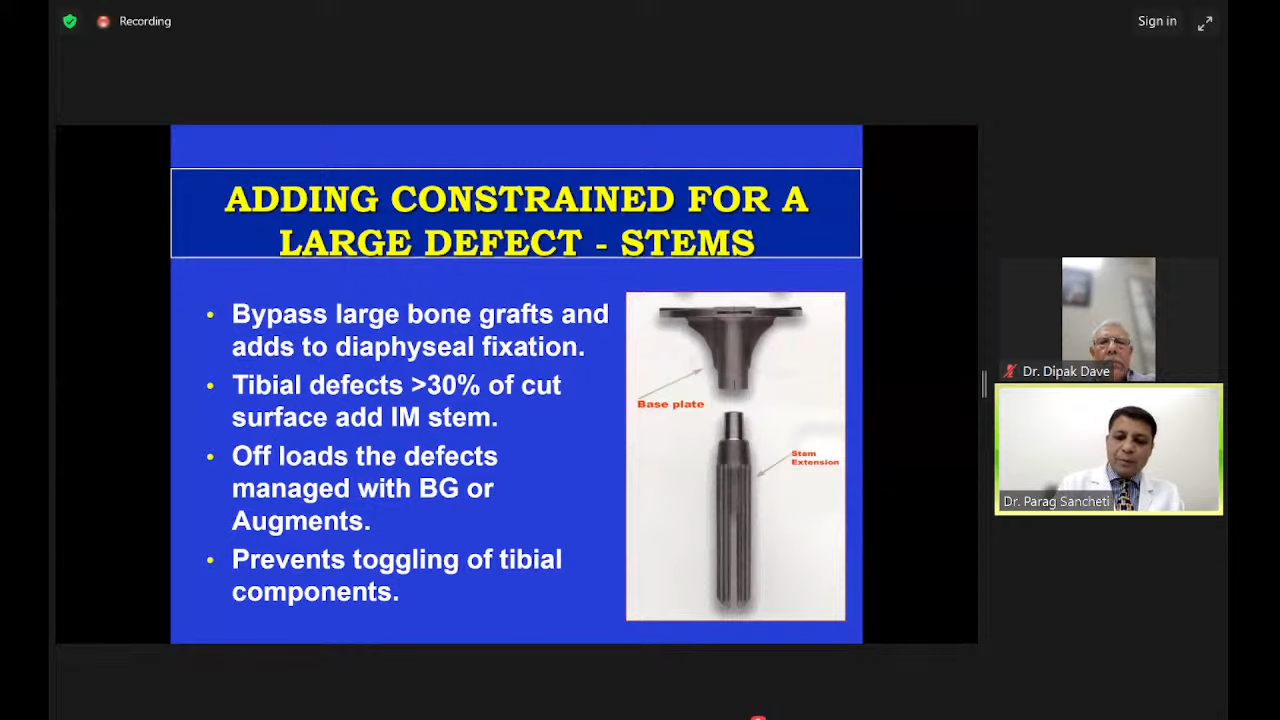 Recording
Sign in
ADDING CONSTRAINED FOR A
LARGE DEFECT - STEMS
• Bypass large bone grafts and
adds to diaphyseal fixation.
• Tibial defects >30% of cut
surface add IM stem.
• Off loads the defects
managed with BG or
Augments.
• Prevents toggling of tibial
components.
Base plate
Stem
Extension
Dr. Dipak Dave
Dr. Parag Sancheti